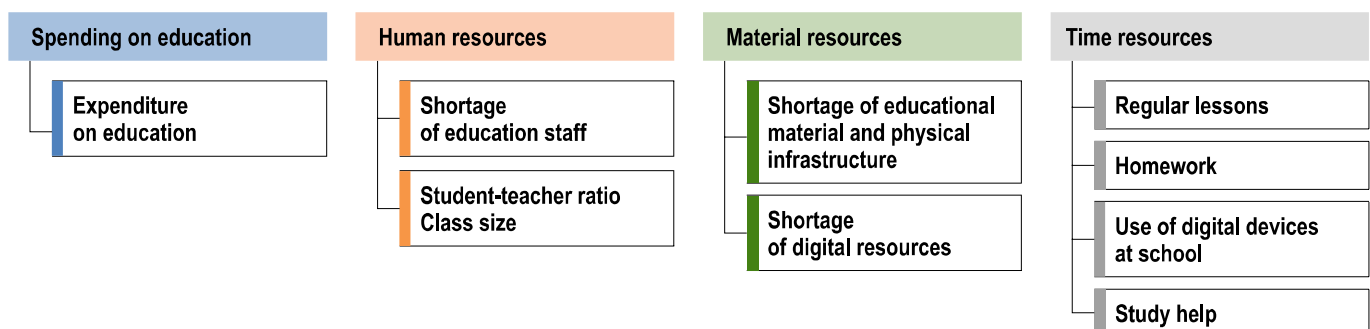 Spending on education
Expenditure
on education
Human resources
Shortage
of education staff
Student-teacher ratio
Class size
Material resources
Shortage of educational
material and physical
infrastructure
Shortage
of digital resources
Time resources
Regular lessons
Homework
Use of digital devices
at school
Study help